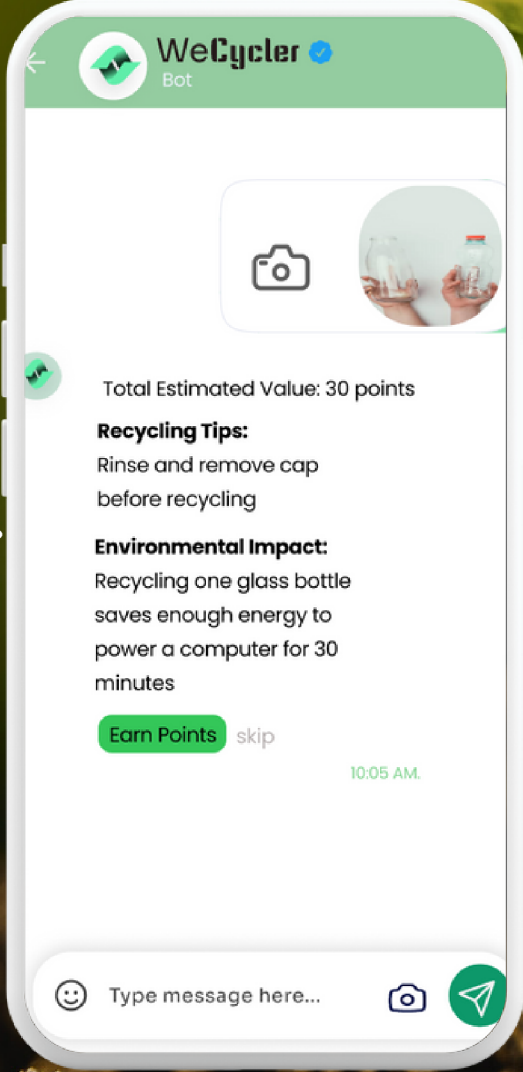 WeCycler
Bot
Total Estimated Value: 30 points
Recycling Tips:
Rinse and remove cap
before recycling
Environmental Impact:
Recycling one glass bottle
saves enough energy to
power a computer for 30
minutes
Earn Points skip
10:05 AM.
Type message here...